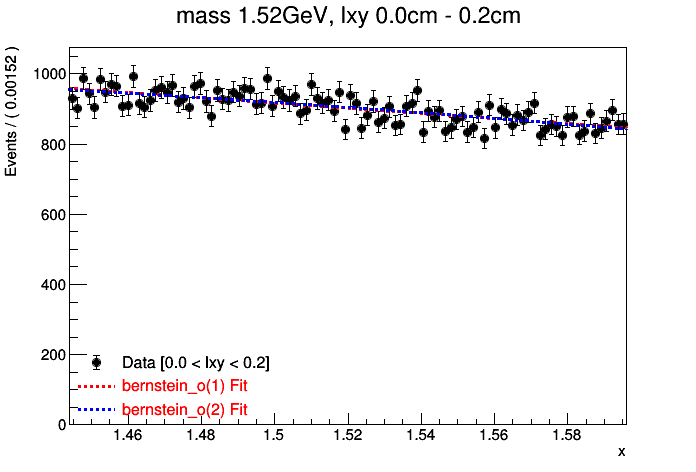 mass 1.52GeV, lxy 0.0cm - 0.2cm
Events / ( 0.00152 )
1000
800
600
400
200
0
Data [0.0 < lxy < 0.2]
bernstein_o(1) Fit
bernstein_o(2) Fit
1.46 1.48 1.5 1.52 1.54 1.56 1.58
x